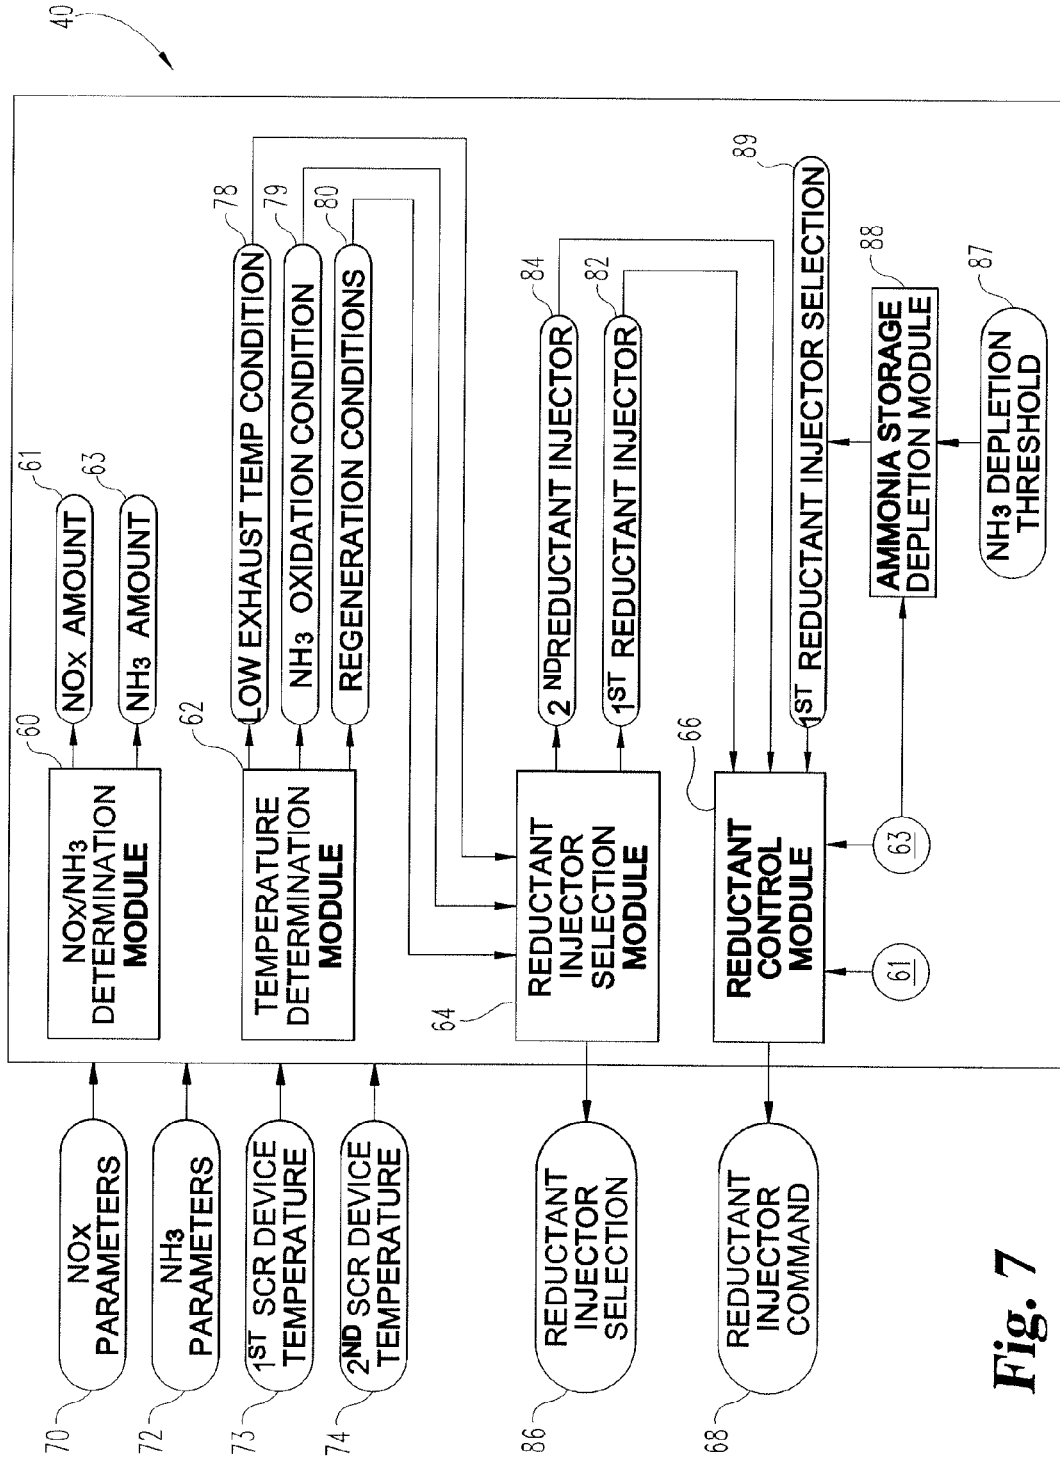 40
70
NOx
PARAMETERS
72
NH3
PARAMETERS
73
1ST SCR DEVICE
TEMPERATURE
74
2ND SCR DEVICE
TEMPERATURE
60
NOx/NH3
DETERMINATION
MODULE
61
NOx AMOUNT
63
NH3 AMOUNT
62
TEMPERATURE
DETERMINATION
MODULE
78
LOW EXHAUST TEMP CONDITION
79
NH3 OXIDATION CONDITION
80
REGENERATION CONDITIONS
86
REDUCTANT
INJECTOR
SELECTION
64
REDUCTANT
INJECTOR
SELECTION
MODULE
84
2ND REDUCTANT INJECTOR
82
1ST REDUCTANT INJECTOR
68
REDUCTANT
INJECTOR
COMMAND
66
REDUCTANT
CONTROL
MODULE
89
1ST REDUCTANT INJECTOR SELECTION
61
63
88
AMMONIA STORAGE
DEPLETION MODULE
87
NH3 DEPLETION
THRESHOLD
Fig. 7